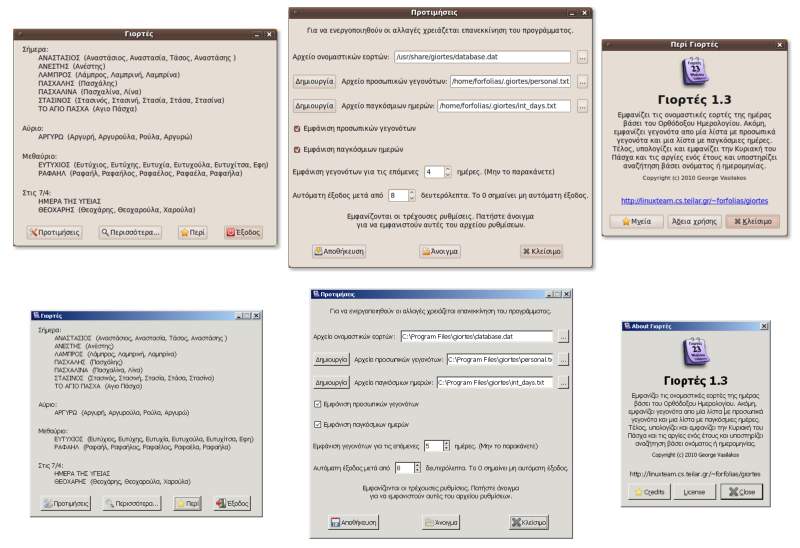 Γιορτές
Σήμερα:
ΑΝΑΣΤΑΣΙΟΣ (Αναστάσιος, Αναστασία, Τάσος, Αναστάσης )
ΑΝΕΣΤΗΣ (Ανέστης)
ΛΑΜΠΡΟΣ (Λάμπρος, Λαμπρινή, Λαμπρίνα)
ΠΑΣΧΑΛΗΣ (Πασχάλης)
ΠΑΣΧΑΛΙΝΑ (Πασχαλίνα, Λίνα)
ΣΤΑΣΙΝΟΣ (Στασινός, Στασινή, Στασία, Στάσα, Στασίνα)
ΤΟ ΑΓΙΟ ΠΑΣΧΑ (Αγιο Πάσχα)
Αύριο:
ΑΡΓΥΡΩ (Αργυρή, Αργυρούλα, Ρούλα, Αργυρώ)
Μεθαύριο:
ΕΥΤΥΧΙΟΣ (Ευτύχιος, Ευτύχης, Ευτυχία, Ευτυχούλα, Ευτυχίτσα, Εφη)
ΡΑΦΑΗΛ (Ραφαήλ, Ραφαήλος, Ραφαέλος, Ραφαέλα, Ραφαήλα)
Στις 7/4:
ΗΜΕΡΑ ΤΗΣ ΥΓΕΙΑΣ
ΘΕΟΧΑΡΗΣ (Θεοχάρης, Θεοχαρούλα, Χαρούλα)
Προτιμήσεις Περισσότερα... Περί Έξοδος
Προτιμήσεις
Για να ενεργοποιηθούν οι αλλαγές χρειάζεται επανεκκίνηση του προγράμματος.
Αρχείο ονομαστικών εορτών: /usr/share/giortes/database.dat ...
Δημιουργία Αρχείο προσωπικών γεγονότων: /home/forfolias/.giortes/personal.txt ...
Δημιουργία Αρχείο παγκόσμιων ημερών: /home/forfolias/.giortes/int_days.txt ...
Εμφάνιση προσωπικών γεγονότων
Εμφάνιση παγκόσμιων ημερών
Εμφάνιση γεγονότων για τις επόμενες 4 ημέρες. (Μην το παρακάνετε)
Αυτόματη έξοδος μετά από 8 δευτερόλεπτα. Το 0 σημαίνει μη αυτόματη έξοδος.
Εμφανίζονται οι τρέχουσες ρυθμίσεις. Πατήστε άνοιγμα
για να εμφανιστούν αυτές του αρχείου ρυθμίσεων.
Αποθήκευση Άνοιγμα Κλείσιμο
Περί Γιορτές
Γιορτές 1.3
Εμφανίζει τις ονομαστικές εορτές της ημέρας
βάσει του Ορθόδοξου Ημερολογίου. Ακόμη,
εμφανίζει γεγονότα απο μία λίστα με προσωπικά
γεγονότα και μια λίστα με παγκόσμιες ημέρες.
Τέλος, υπολογίζει και εμφανίζει την Κυριακή του
Πάσχα και τις αργίες ενός έτους και υποστηρίζει
αναζήτηση βάσει ονόματος ή ημερομηνίας.
Copyright (c) 2010 George Vasilakos
http://linuxteam.cs.teilar.gr/~forfolias/giortes
Μνεία Άδεια χρήσης Κλείσιμο
Γιορτές
Σήμερα:
ΑΝΑΣΤΑΣΙΟΣ (Αναστάσιος, Αναστασία, Τάσος, Αναστάσης )
ΑΝΕΣΤΗΣ (Ανέστης)
ΛΑΜΠΡΟΣ (Λάμπρος, Λαμπρινή, Λαμπρίνα)
ΠΑΣΧΑΛΗΣ (Πασχάλης)
ΠΑΣΧΑΛΙΝΑ (Πασχαλίνα, Λίνα)
ΣΤΑΣΙΝΟΣ (Στασινός, Στασινή, Στασία, Στάσα, Στασίνα)
ΤΟ ΑΓΙΟ ΠΑΣΧΑ (Αγιο Πάσχα)
Αύριο:
ΑΡΓΥΡΩ (Αργυρή, Αργυρούλα, Ρούλα, Αργυρώ)
Μεθαύριο:
ΕΥΤΥΧΙΟΣ (Ευτύχιος, Ευτύχης, Ευτυχία, Ευτυχούλα, Ευτυχίτσα, Εφη)
ΡΑΦΑΗΛ (Ραφαήλ, Ραφαήλος, Ραφαέλος, Ραφαέλα, Ραφαήλα)
Στις 7/4:
ΗΜΕΡΑ ΤΗΣ ΥΓΕΙΑΣ
ΘΕΟΧΑΡΗΣ (Θεοχάρης, Θεοχαρούλα, Χαρούλα)
Προτιμήσεις Περισσότερα... Περί Έξοδος
Προτιμήσεις
Για να ενεργοποιηθούν οι αλλαγές χρειάζεται επανεκκίνηση του προγράμματος.
Αρχείο ονομαστικών εορτών: C:\Program Files\giortes\database.dat ...
Δημιουργία Αρχείο προσωπικών γεγονότων: C:\Program Files\giortes\personal.tx ...
Δημιουργία Αρχείο παγκόσμιων ημερών: C:\Program Files\giortes\int_days.txt ...
Εμφάνιση προσωπικών γεγονότων
Εμφάνιση παγκόσμιων ημερών
Εμφάνιση γεγονότων για τις επόμενες 5 ημέρες. (Μην το παρακάνετε)
Αυτόματη έξοδος μετά από 8 δευτερόλεπτα. Το 0 σημαίνει μη αυτόματη έξοδος.
Εμφανίζονται οι τρέχουσες ρυθμίσεις. Πατήστε άνοιγμα
για να εμφανιστούν αυτές του αρχείου ρυθμίσεων.
Αποθήκευση Άνοιγμα Κλείσιμο
About Γιορτές
Γιορτές 1.3
Εμφανίζει τις ονομαστικές εορτές της ημέρας
βάσει του Ορθόδοξου Ημερολογίου. Ακόμη,
εμφανίζει γεγονότα απο μία λίστα με προσωπικά
γεγονότα και μια λίστα με παγκόσμιες ημέρες.
Τέλος, υπολογίζει και εμφανίζει την Κυριακή του
Πάσχα και τις αργίες ενός έτους και υποστηρίζει
αναζήτηση βάσει ονόματος ή ημερομηνίας.
Copyright (c) 2010 George Vasilakos
http://linuxteam.cs.teilar.gr/~forfolias/giortes
Credits License Close